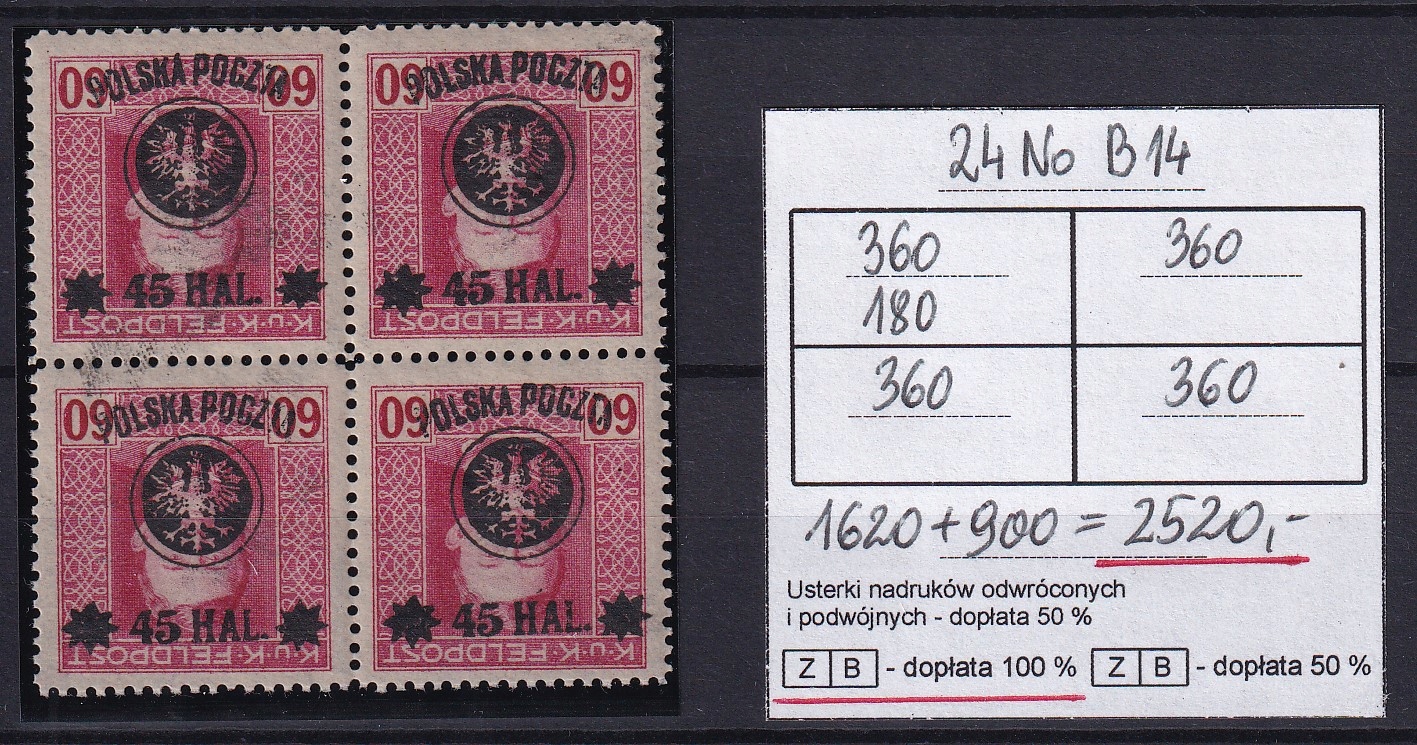 60 POLSKA POCZTA 60
45 HAL.
K.u.K. FELDPOST
60 POLSKA POCZTA 60
45 HAL.
K.u.K. FELDPOST
60 POLSKA POCZTA 60
45 HAL.
K.u.K. FELDPOST
60 POLSKA POCZTA 60
45 HAL.
K.u.K. FELDPOST
24 No B14
360 360
180
360 360
1620+900 = 2520,-
Usterki nadruków odwróconych
i podwójnych - dopłata 50 %
Z B - dopłata 100 % Z B - dopłata 50 %